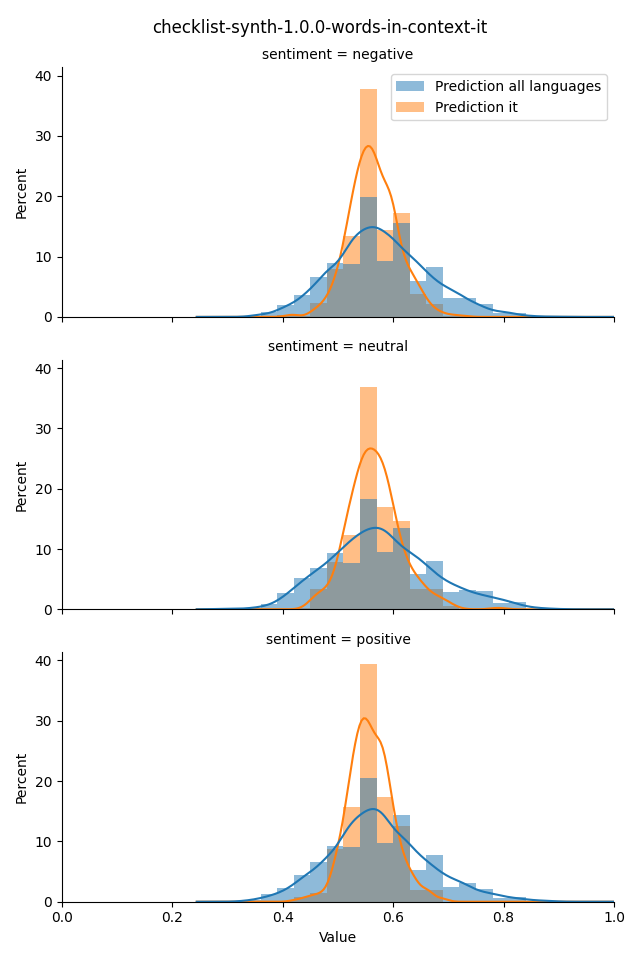 checklist-synth-1.0.0-words-in-context-it
sentiment = negative
40
30
20
10
0
Percent
Prediction all languages
Prediction it
sentiment = neutral
40
30
20
10
0
Percent
sentiment = positive
40
30
20
10
0
Percent
0.0 0.2 0.4 0.6 0.8 1.0
Value